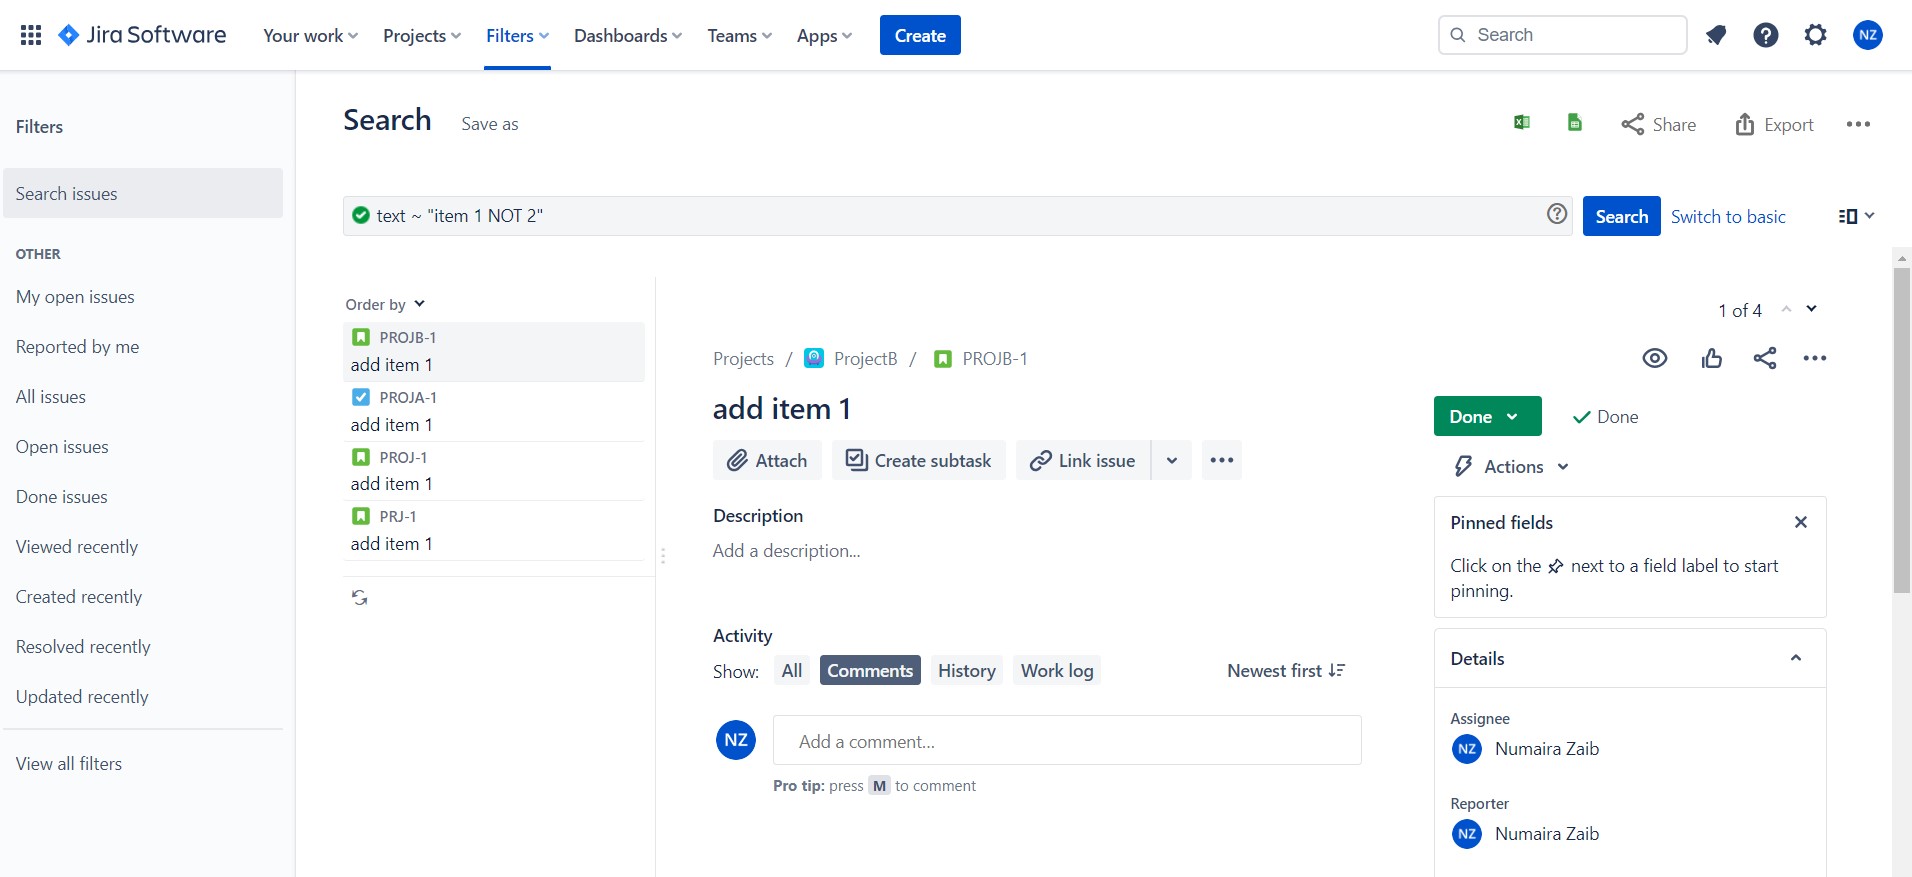 Jira Software
Your work
Projects
Filters
Dashboards
Teams
Apps
Create
Search
NZ
Filters
Search issues
OTHER
My open issues
Reported by me
All issues
Open issues
Done issues
Viewed recently
Created recently
Resolved recently
Updated recently
View all filters
Search
Save as
Share
Export
text ~ "item 1 NOT 2"
Search
Switch to basic
Order by
PROJB-1
add item 1
PROJA-1
add item 1
PROJ-1
add item 1
PRJ-1
add item 1
1 of 4
Projects / ProjectB / PROJB-1
add item 1
Attach
Create subtask
Link issue
Description
Add a description...
Activity
Show: All Comments History Work log
Newest first
NZ
Add a comment...
Pro tip: press M to comment
Done
Done
Actions
Pinned fields
Click on the next to a field label to start
pinning.
Details
Assignee
NZ Numaira Zaib
Reporter
NZ Numaira Zaib